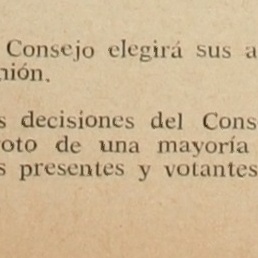 Consejo elegirá sus a
nión.
s decisiones del Cons
oto de una mayoría
s presentes y votantes